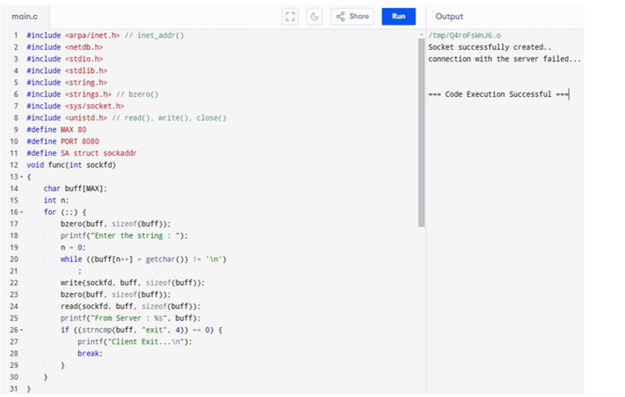 main.c
Share
Run
Output
1 #include <arpa/inet.h> // inet_addr()
2 #include <netdb.h>
3 #include <stdio.h>
4 #include <stdlib.h>
5 #include <string.h>
6 #include <strings.h> // bzero()
7 #include <sys/socket.h>
8 #include <unistd.h> // read(), write(), close()
9 #define MAX 80
10 #define PORT 8080
11 #define SA struct sockaddr
12 void func(int sockfd)
13 {
14 char buff[MAX];
15 int n;
16 for (;;) {
17 bzero(buff, sizeof(buff));
18 printf("Enter the string : ");
19 n = 0;
20 while ((buff[n++] = getchar()) != '\n')
21 ;
22 write(sockfd, buff, sizeof(buff));
23 bzero(buff, sizeof(buff));
24 read(sockfd, buff, sizeof(buff));
25 printf("From Server : %s", buff);
26 if ((strncmp(buff, "exit", 4)) == 0) {
27 printf("Client Exit...\n");
28 break;
29 }
30 }
31 }
/tmp/Q4roFsWnJ6.o
Socket successfully created..
connection with the server failed...
=== Code Execution Successful ===